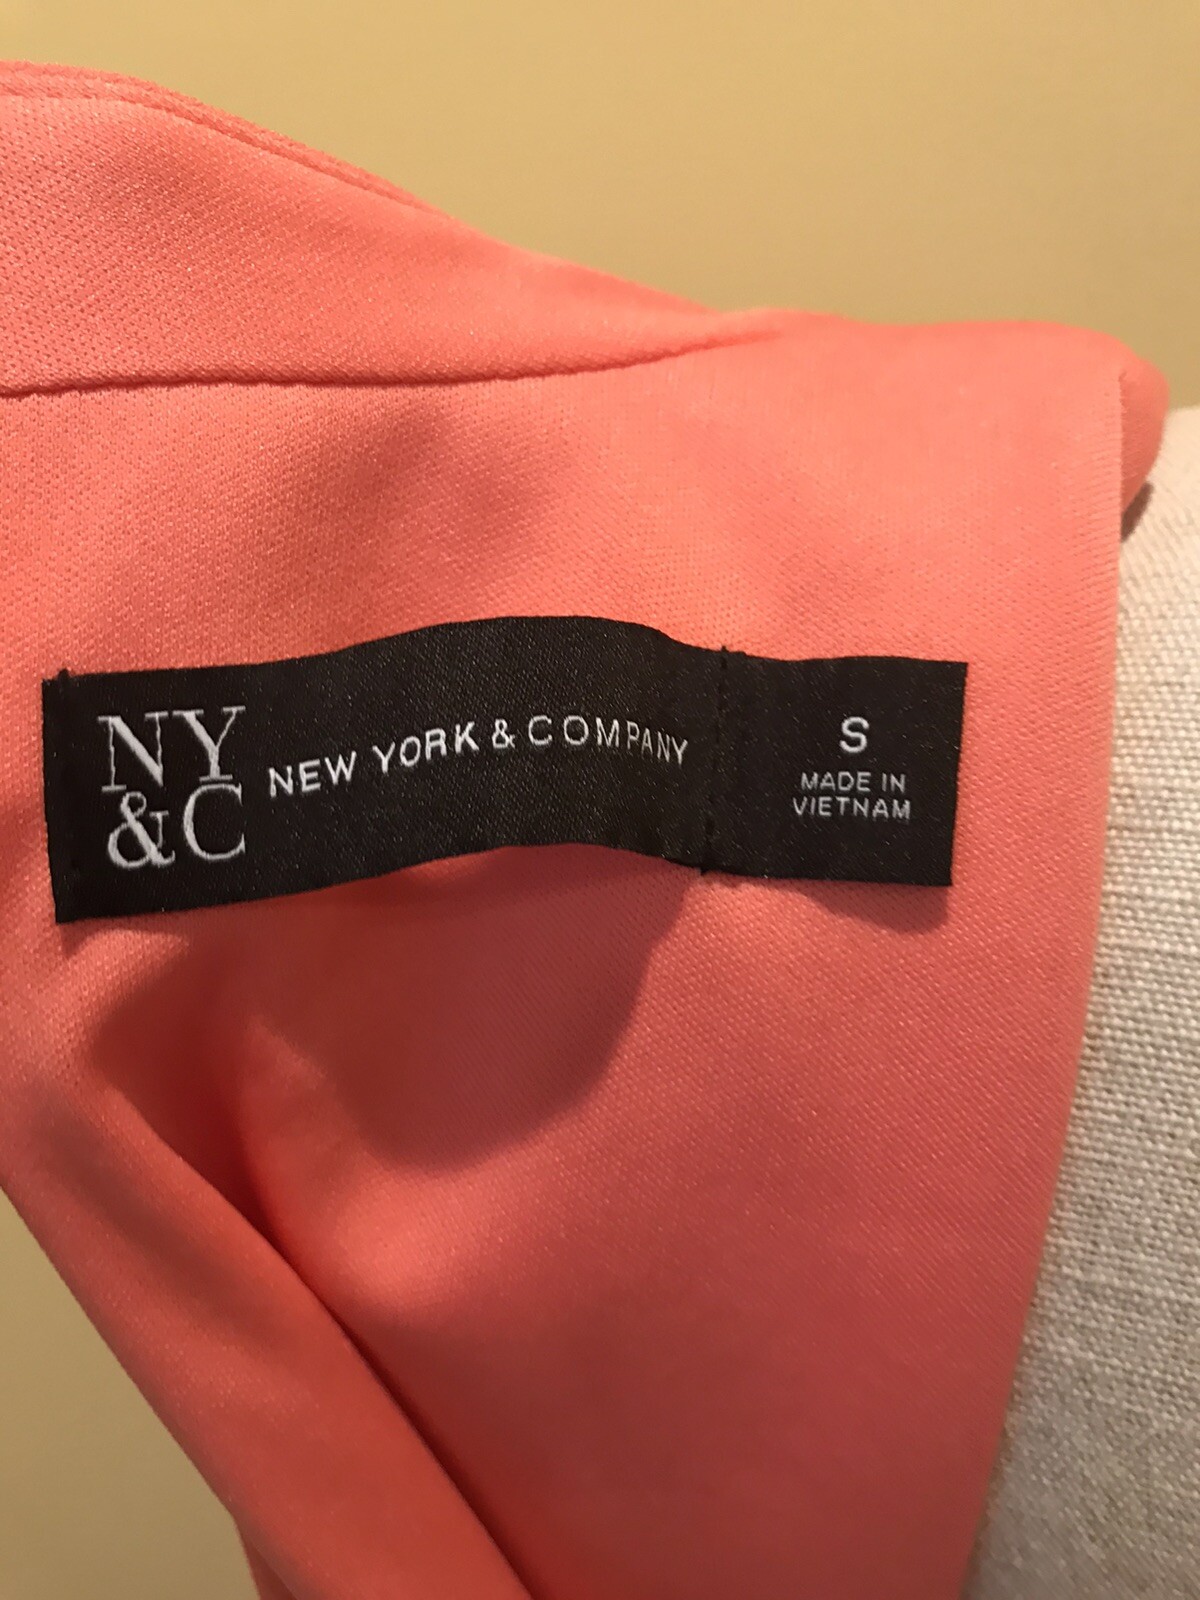 NY
&C
NEW YORK & COMPANY
S
MADE IN
VIETNAM